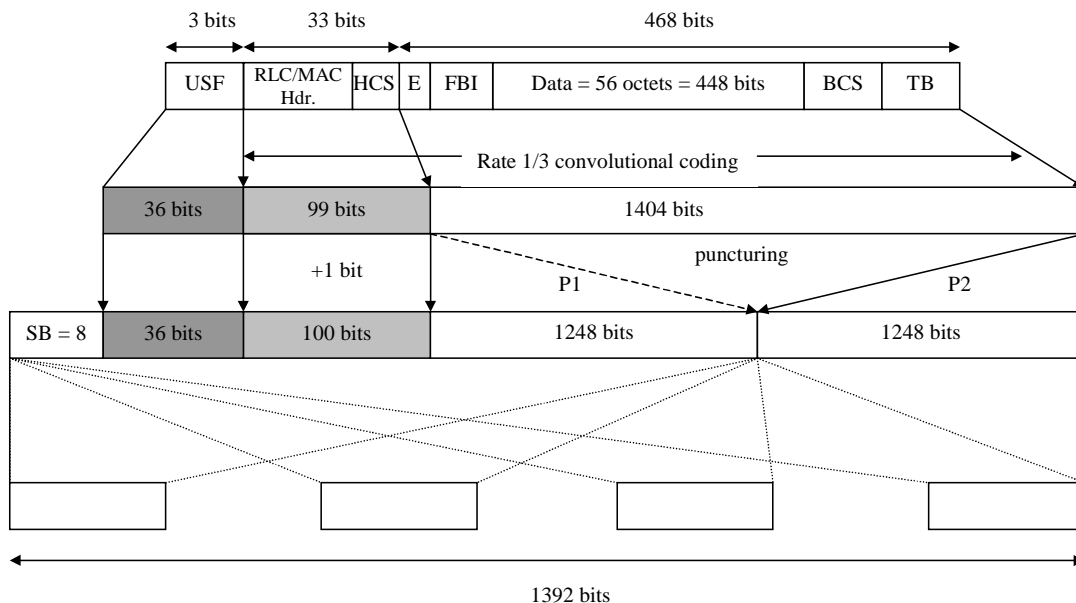 3 bits 33 bits 468 bits
USF RLC/MAC Hdr. HCS E FBI Data = 56 octets = 448 bits BCS TB
Rate 1/3 convolutional coding
36 bits 99 bits 1404 bits
+1 bit puncturing
P1 P2
SB = 8 36 bits 100 bits 1248 bits 1248 bits
1392 bits